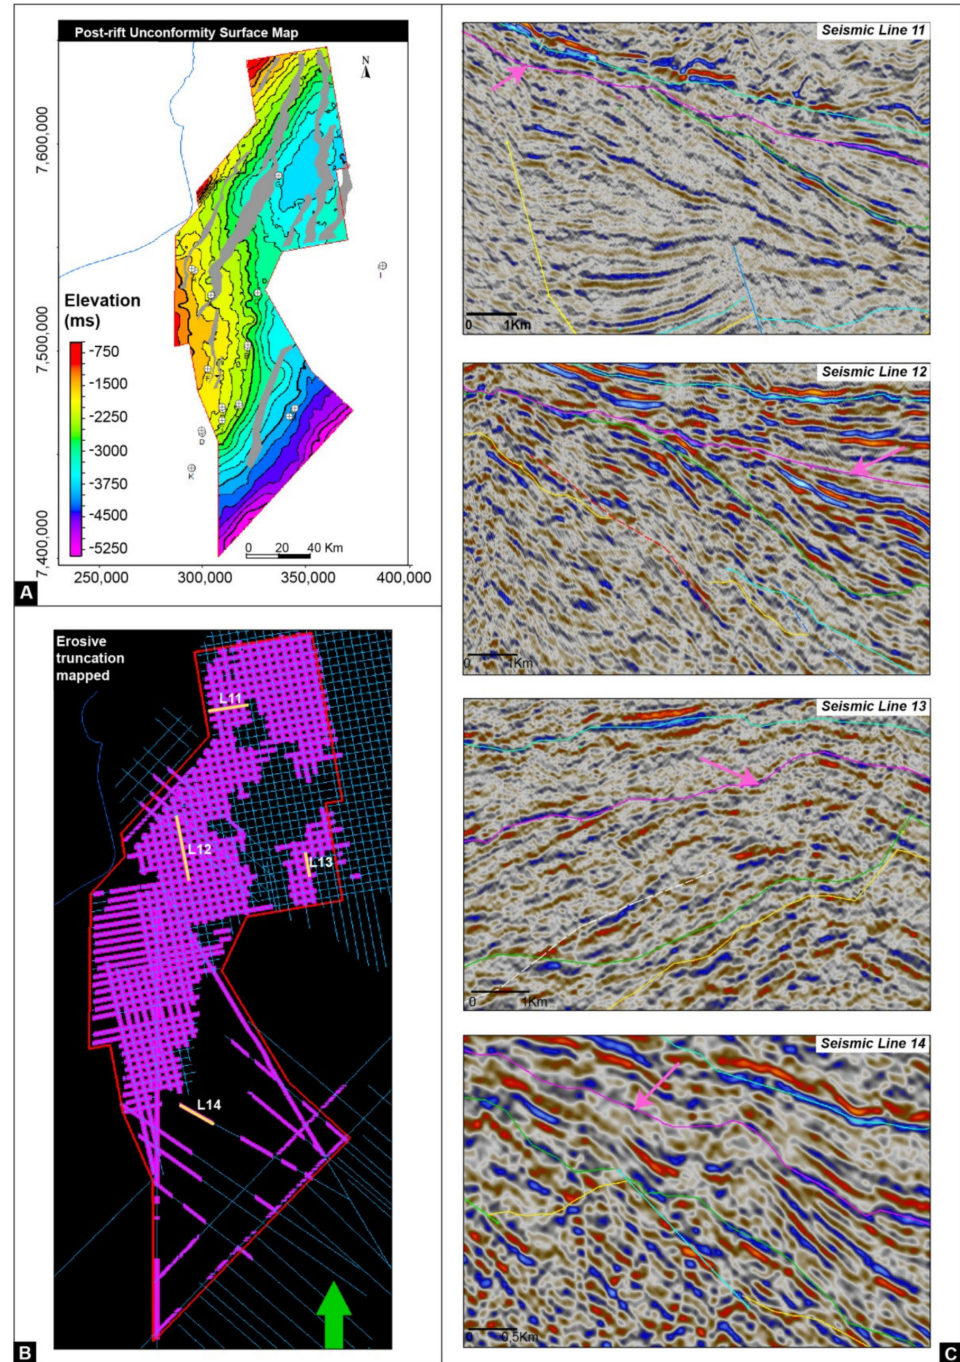 Post-rift Unconformity Surface Map
N
7,600,000
7,500,000
7,400,000
Elevation
(ms)
-750
-1500
-2250
-3000
-3750
-4500
-5250
I
D
K
0 20 40 Km
250,000 300,000 350,000 400,000
A
Erosive
truncation
mapped
L11
L12
L13
L14
B
Seismic Line 11
0 1Km
Seismic Line 12
0 1Km
Seismic Line 13
0 1Km
Seismic Line 14
0 0,5Km
C